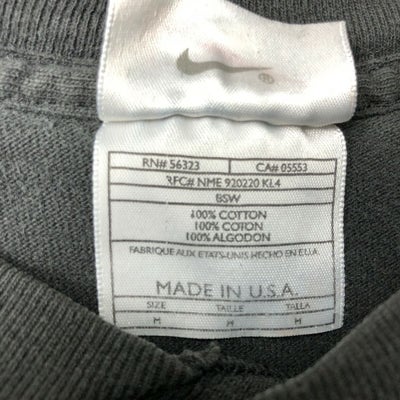 RN# 56323 CA# 05553
RFC# NME 920220 KL4
BSW
100% COTTON
100% COTON
100% ALGODON
FABRIQUE AUX ETATS-UNIS HECHO EN E.U.A.
MADE IN U.S.A.
SIZE TAILLE TALLA
M M M